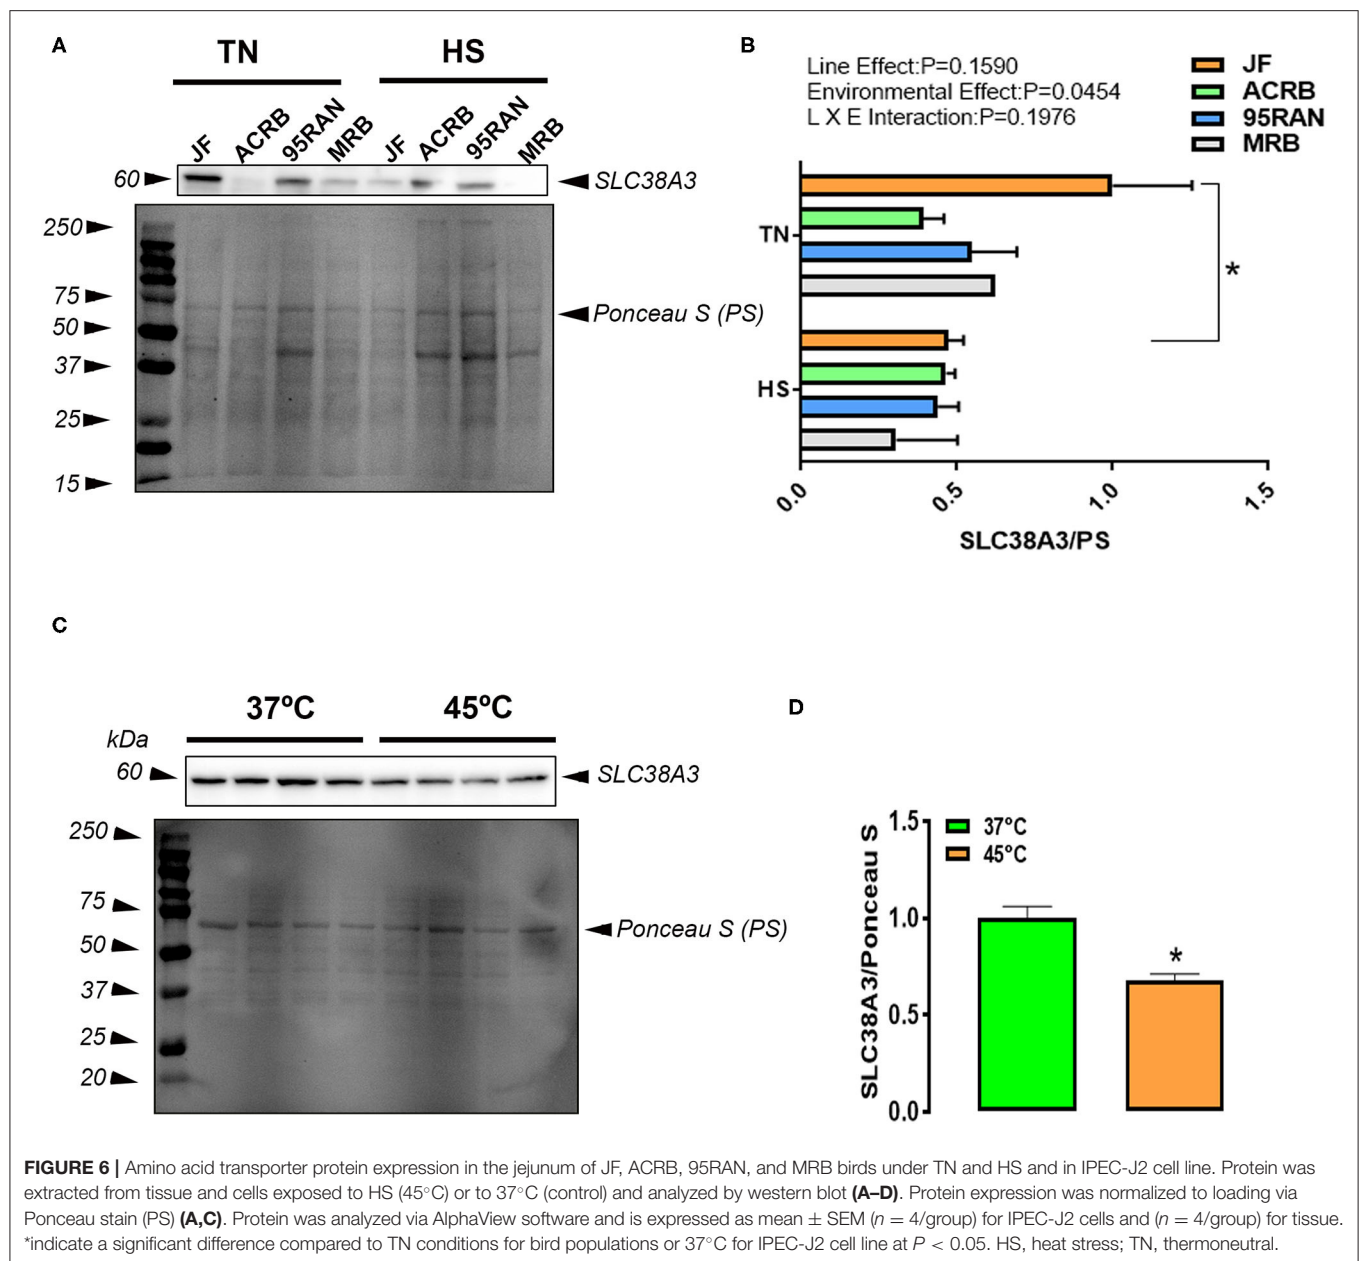 A
TN HS
JF ACRB 95RAN MRB JF ACRB 95RAN MRB
60 SLC38A3
250
75
Ponceau S (PS)
50
37
25
15
B
Line Effect:P=0.1590
Environmental Effect:P=0.0454
L X E Interaction:P=0.1976
JF
ACRB
95RAN
MRB
TN
*
HS
0.0 0.5 1.0 1.5
SLC38A3/PS
C
37ºC 45ºC
kDa
60 SLC38A3
250
75
Ponceau S (PS)
50
37
25
20
D
SLC38A3/Ponceau S
1.5
1.0
0.5
0.0
37ºC
45ºC
*
FIGURE 6 | Amino acid transporter protein expression in the jejunum of JF, ACRB, 95RAN, and MRB birds under TN and HS and in IPEC-J2 cell line. Protein was
extracted from tissue and cells exposed to HS (45°C) or to 37°C (control) and analyzed by western blot (A–D). Protein expression was normalized to loading via
Ponceau stain (PS) (A,C). Protein was analyzed via AlphaView software and is expressed as mean ± SEM (n = 4/group) for IPEC-J2 cells and (n = 4/group) for tissue.
*indicate a significant difference compared to TN conditions for bird populations or 37°C for IPEC-J2 cell line at P < 0.05. HS, heat stress; TN, thermoneutral.